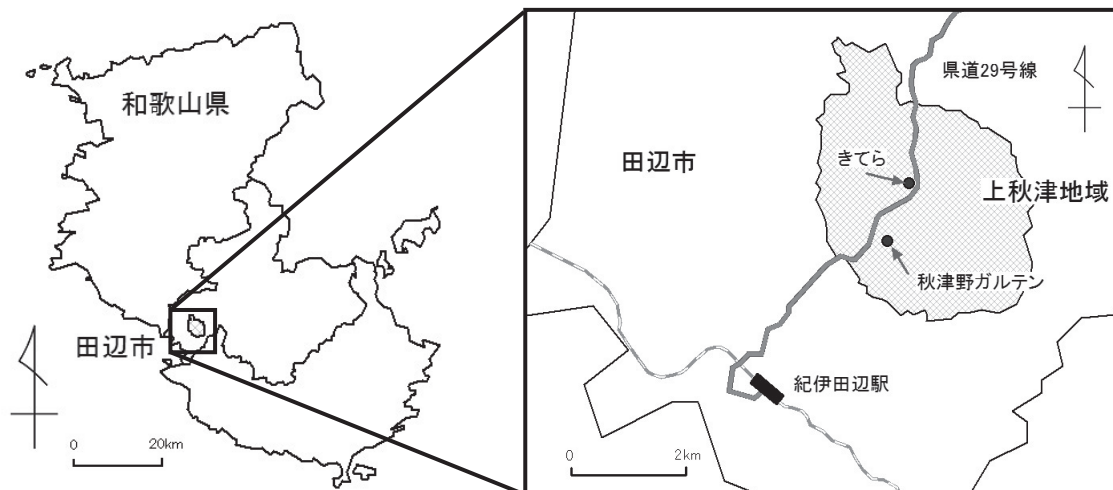 和歌山県
田辺市
0 20km
県道29号線
きてら
田辺市
上秋津地域
秋津野ガルテン
紀伊田辺駅
0 2km